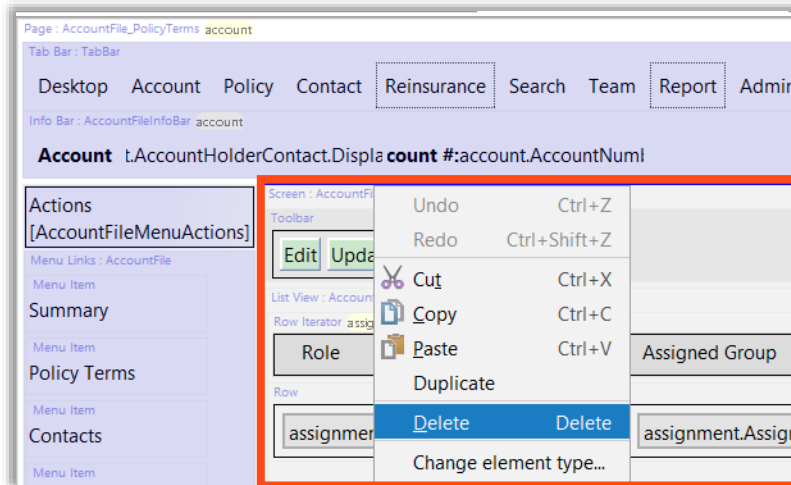 Page : AccountFile_PolicyTerms account
Tab Bar : TabBar
Desktop Account Policy Contact Reinsurance Search Team Report Admin
Info Bar : AccountFileInfoBar account
Account t.AccountHolderContact.Displa count #:account.AccountNuml
Actions
[AccountFileMenuActions]
Menu Links : AccountFile
Menu Item
Summary
Menu Item
Policy Terms
Menu Item
Contacts
Menu Item
Screen : AccountFi
Toolbar
Edit Upda
List View : Accoun
Row Iterator assig
Role Assigned Group
Row
assignmer assignment.Assign
Undo Ctrl+Z
Redo Ctrl+Shift+Z
Cut Ctrl+X
Copy Ctrl+C
Paste Ctrl+V
Duplicate
Delete Delete
Change element type...